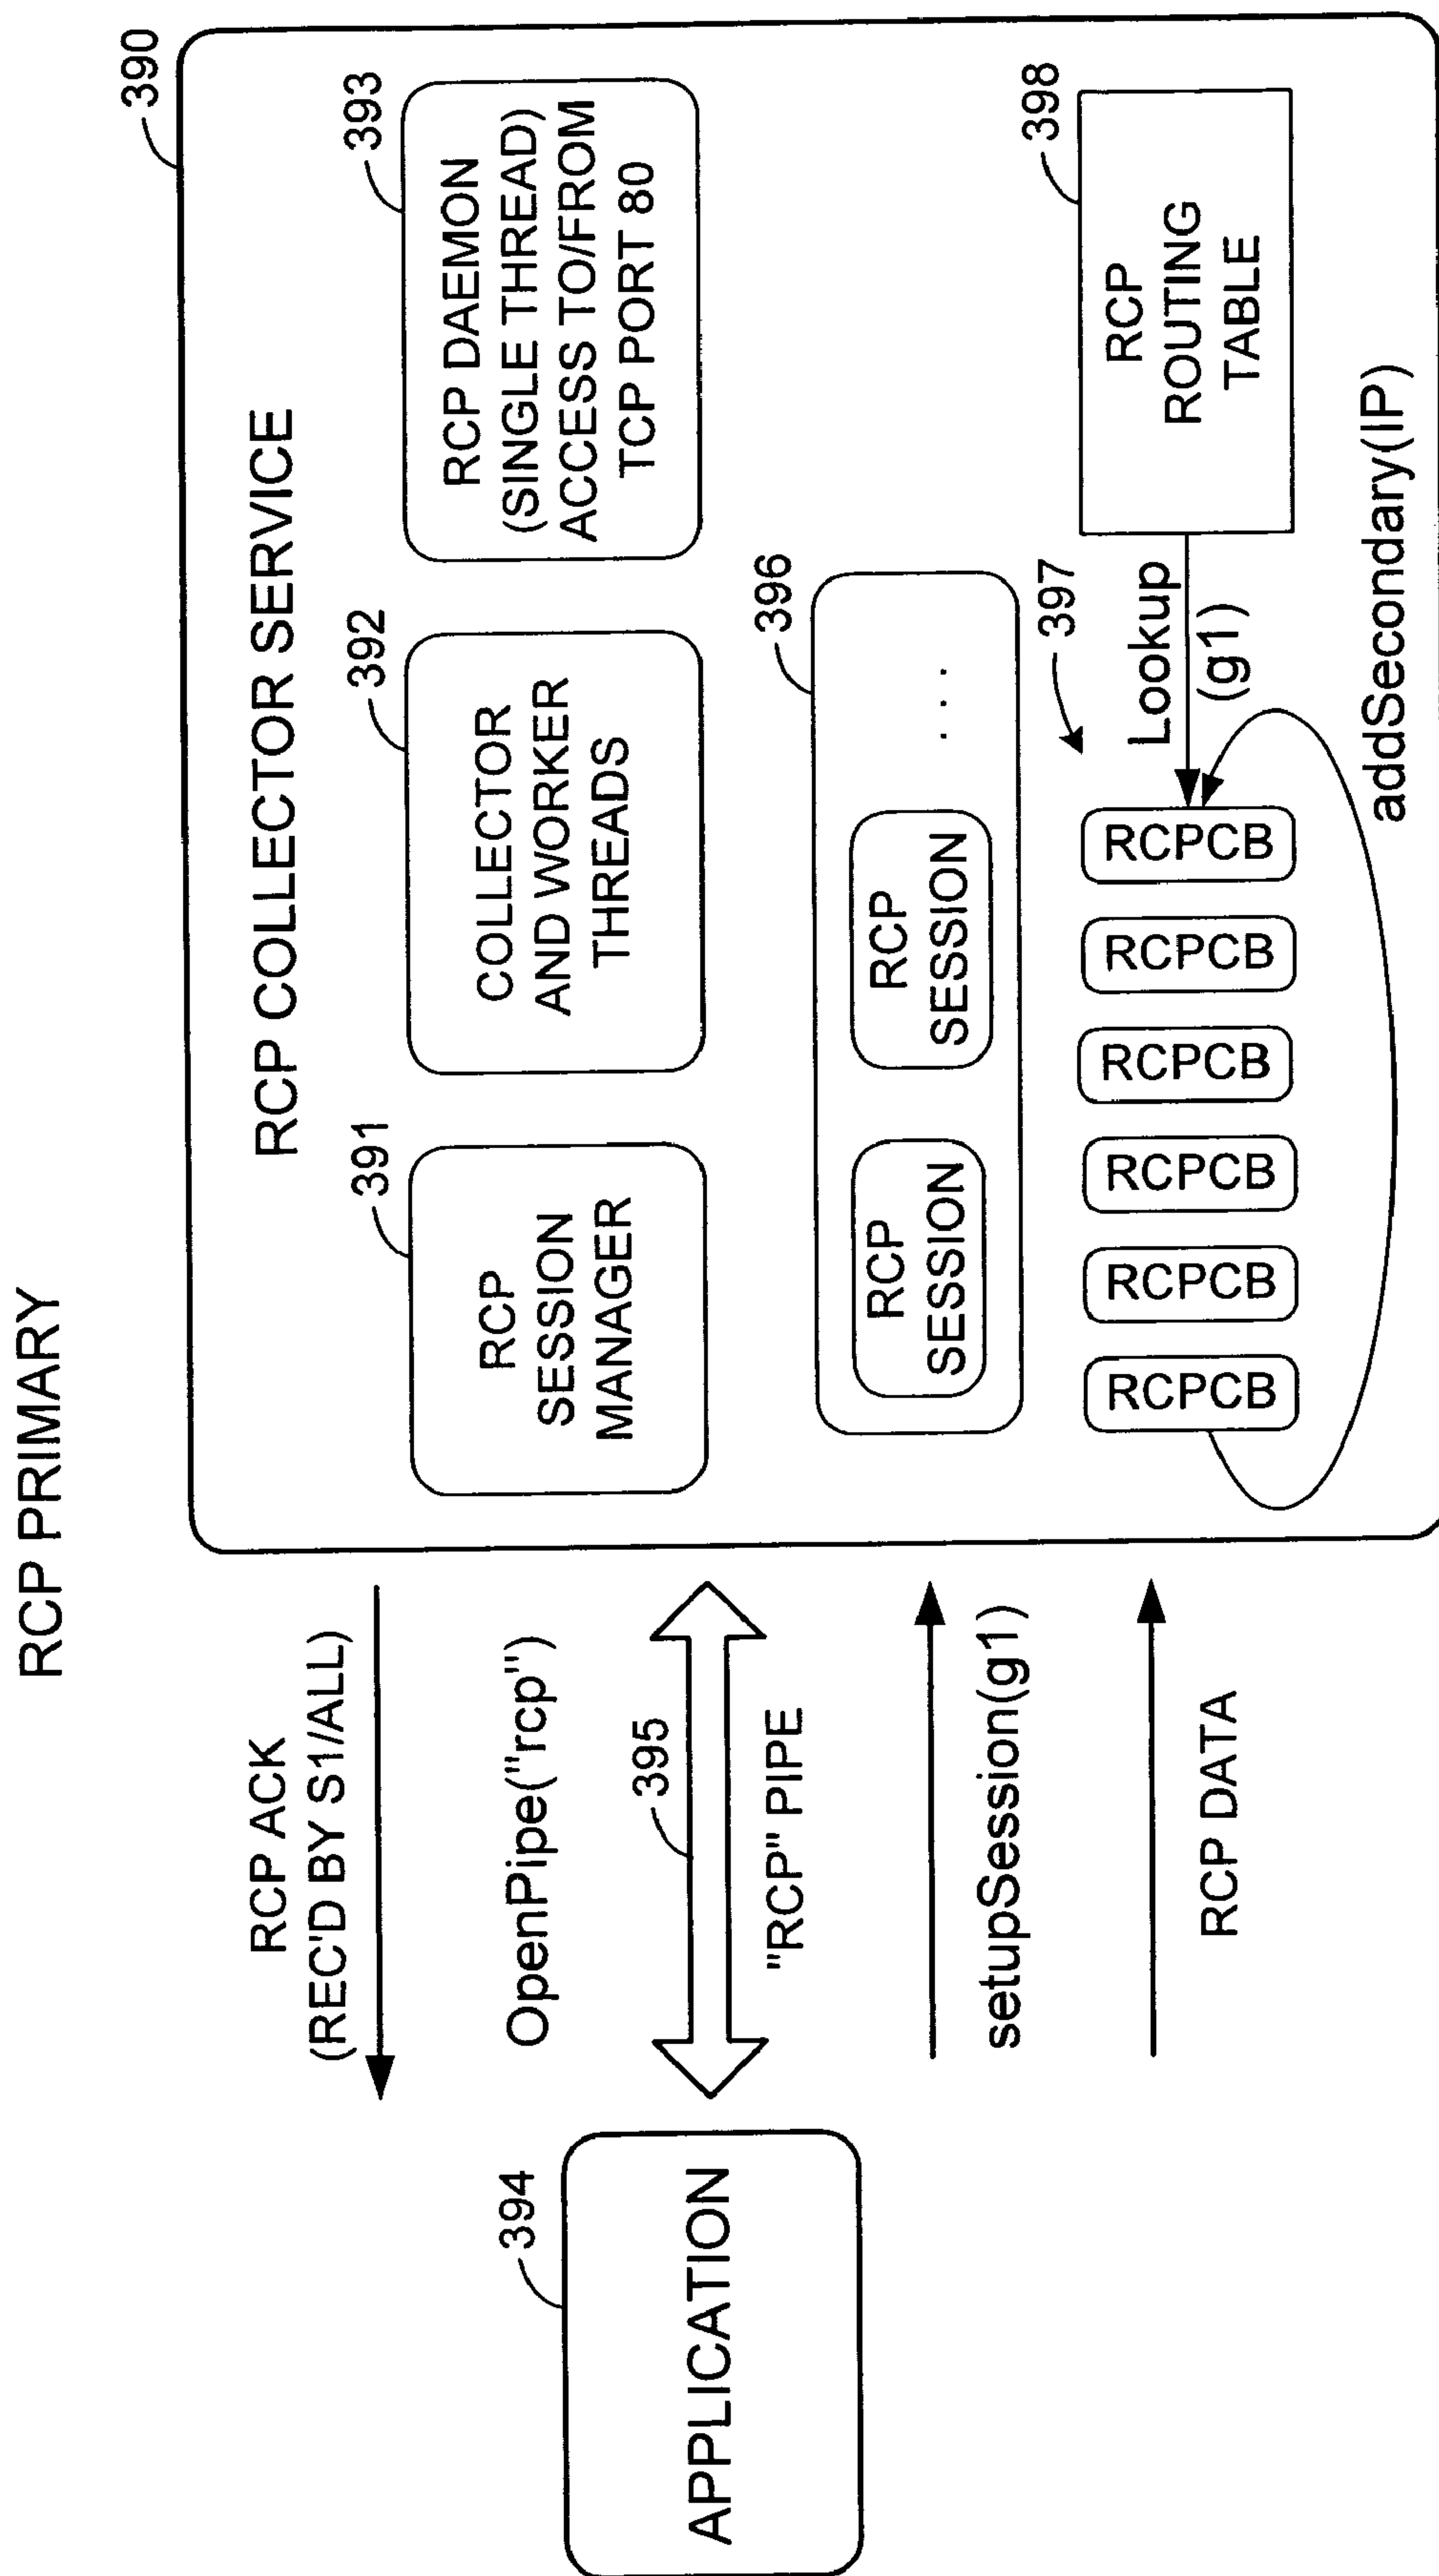 RCP PRIMARY
390
RCP COLLECTOR SERVICE
391
RCP
SESSION
MANAGER
392
COLLECTOR
AND WORKER
THREADS
393
RCP DAEMON
(SINGLE THREAD)
ACCESS TO/FROM
TCP PORT 80
RCP ACK
(REC'D BY S1/ALL)
OpenPipe("rcp")
395
"RCP" PIPE
setupSession(g1)
RCP DATA
394
APPLICATION
396
RCP
SESSION
RCP
SESSION
. . .
397
Lookup
(g1)
398
RCP
ROUTING
TABLE
RCPCB
RCPCB
RCPCB
RCPCB
RCPCB
RCPCB
addSecondary(IP)